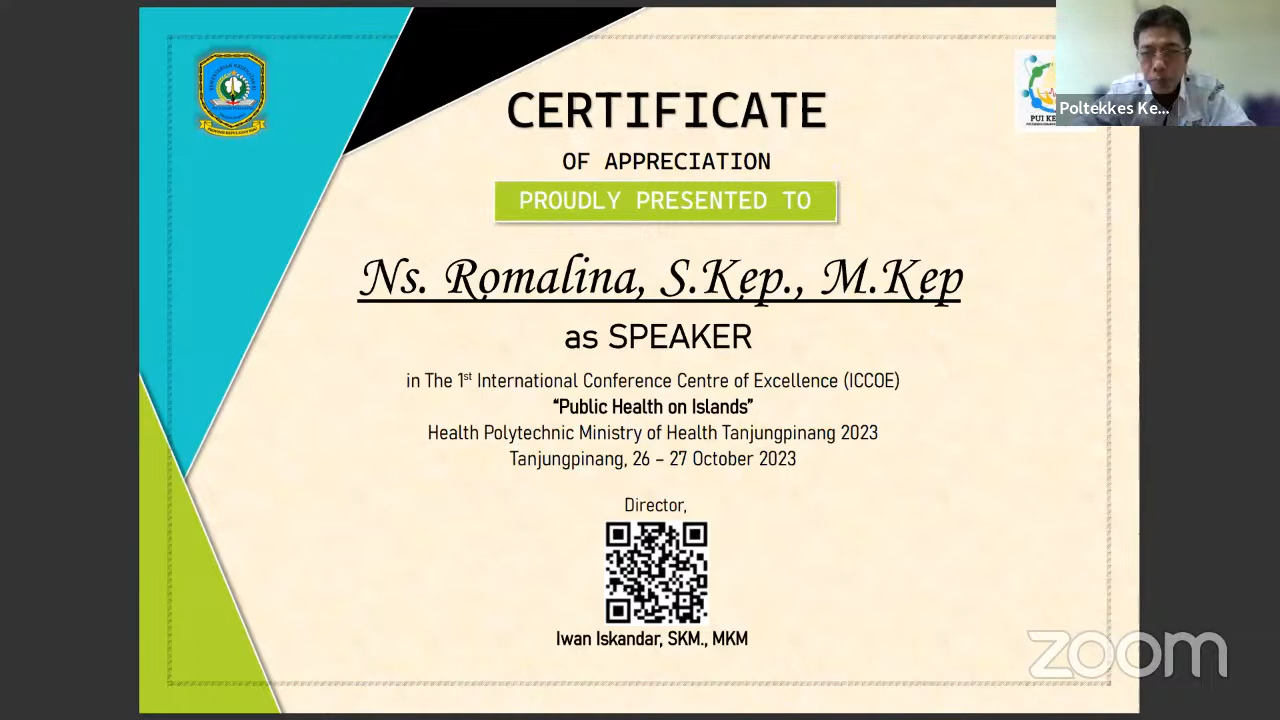 CERTIFICATE
OF APPRECIATION
PROUDLY PRESENTED TO
Ns. Romalina, S.Kep., M.Kep
as SPEAKER
in The 1st International Conference Centre of Excellence (ICCOE)
“Public Health on Islands”
Health Polytechnic Ministry of Health Tanjungpinang 2023
Tanjungpinang, 26 – 27 October 2023
Director,
Iwan Iskandar, SKM., MKM
PUI KE
Poltekkes Ke...
zoom